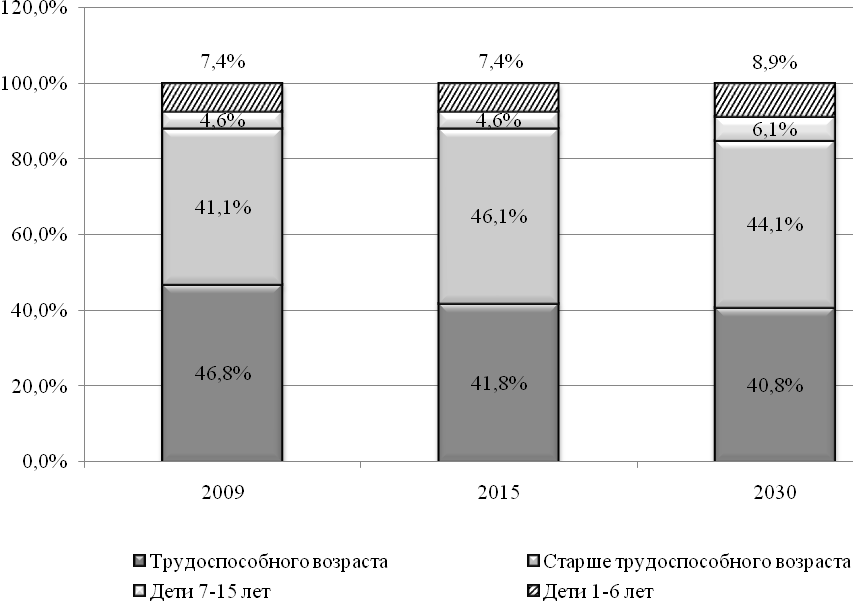 120,0%
7,4% 7,4% 8,9%
100,0%
4,6% 4,6% 6,1%
80,0%
41,1% 46,1% 44,1%
60,0%
40,0%
46,8% 41,8% 40,8%
20,0%
0,0%
2009 2015 2030
Трудоспособного возраста Старше трудоспособного возраста
Дети 7-15 лет Дети 1-6 лет